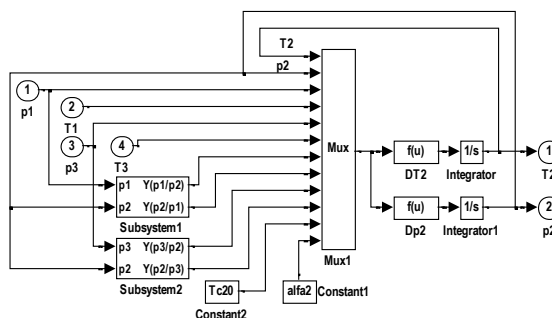 T2
p2
1
p1
2
T1
3
p3
4
T3
Mux
Mux1
f(u)
DT2
1/s
Integrator
1
T2
f(u)
Dp2
1/s
Integrator1
2
p2
p1 Y(p1/p2)
p2 Y(p2/p1)
Subsystem1
p3 Y(p3/p2)
p2 Y(p2/p3)
Subsystem2
Tc20
Constant2
alfa2
Constant1